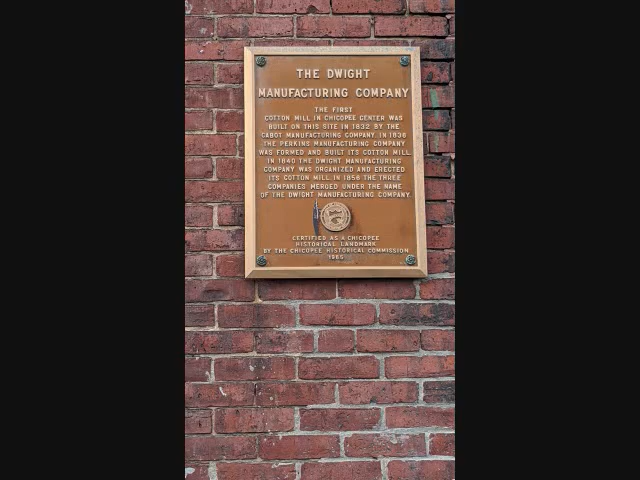 THE DWIGHT
MANUFACTURING COMPANY
THE FIRST
COTTON MILL IN CHICOPEE CENTER WAS
BUILT ON THIS SITE IN 1832 BY THE
CABOT MANUFACTURING COMPANY. IN 1836
THE PERKINS MANUFACTURING COMPANY
WAS FORMED AND BUILT ITS COTTON MILL.
IN 1840 THE DWIGHT MANUFACTURING
COMPANY WAS ORGANIZED AND ERECTED
ITS COTTON MILL. IN 1856 THE THREE
COMPANIES MERGED UNDER THE NAME
OF THE DWIGHT MANUFACTURING COMPANY.
CERTIFIED AS A CHICOPEE
HISTORICAL LANDMARK
BY THE CHICOPEE HISTORICAL COMMISSION
1985